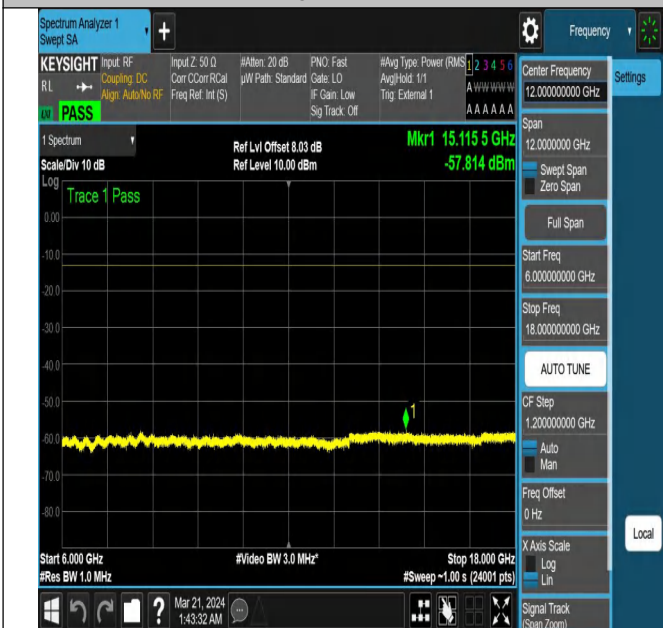 Spectrum Analyzer 1
Swept SA
Frequency
KEYSIGHT
RL
LXI
PASS
Input: RF
Coupling: DC
Align: Auto/No RF
Input Z: 50 Ω
Corr CCorr RCal
Freq Ref: Int (S)
#Atten: 20 dB
µW Path: Standard
PNO: Fast
Gate: LO
IF Gain: Low
Sig Track: Off
#Avg Type: Power (RMS
Avg|Hold: 1/1
Trig: External 1
1 2 3 4 5 6
A W W W W W
A A A A A A
1 Spectrum
Scale/Div 10 dB
Ref Lvl Offset 8.03 dB
Ref Level 10.00 dBm
Mkr1 15.115 5 GHz
-57.814 dBm
Log
Trace 1 Pass
0.00
-10.0
-20.0
-30.0
-40.0
-50.0
-60.0
-70.0
-80.0
1
Start 6.000 GHz
#Res BW 1.0 MHz
#Video BW 3.0 MHz*
Stop 18.000 GHz
#Sweep ~1.00 s (24001 pts)
Mar 21, 2024
1:43:32 AM
Center Frequency
12.000000000 GHz
Settings
Span
12.0000000 GHz
Swept Span
Zero Span
Full Span
Start Freq
6.000000000 GHz
Stop Freq
18.000000000 GHz
AUTO TUNE
CF Step
1.200000000 GHz
Auto
Man
Freq Offset
0 Hz
X Axis Scale
Log
Lin
Local
Signal Track
(Span Zoom)